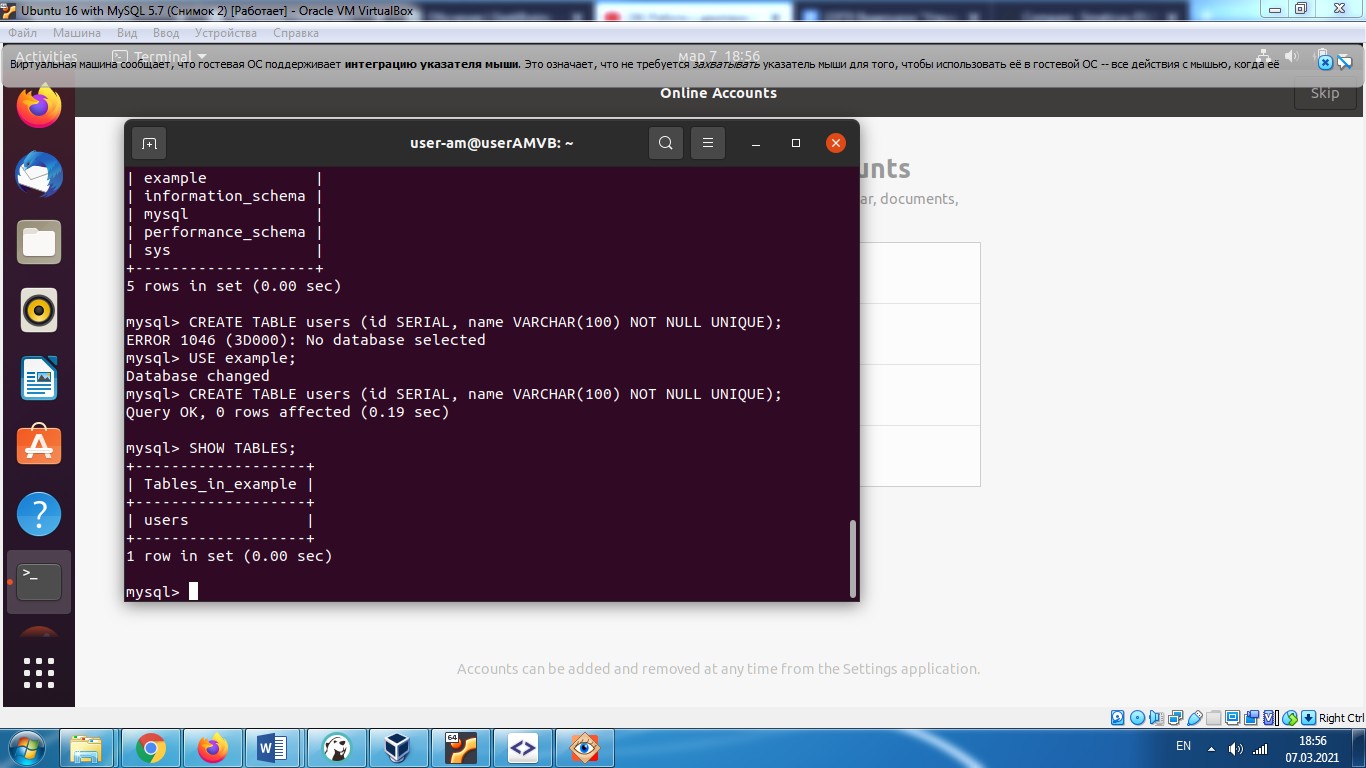 Ubuntu 16 with MySQL 5.7 (Снимок 2) [Работает] - Oracle VM VirtualBox
Файл Машина Вид Ввод Устройства Справка
Activities Terminal мар 7, 18:56
Виртуальная машина сообщает, что гостевая ОС поддерживает интеграцию указателя мыши. Это означает, что не требуется захватывать указатель мыши для того, чтобы использовать её в гостевой ОС -- все действия с мышью, когда её
Online Accounts
Skip
user-am@userAMVB: ~
unts
ar, documents,
| example            |
| information_schema |
| mysql              |
| performance_schema |
| sys                |
+--------------------+
5 rows in set (0.00 sec)
mysql> CREATE TABLE users (id SERIAL, name VARCHAR(100) NOT NULL UNIQUE);
ERROR 1046 (3D000): No database selected
mysql> USE example;
Database changed
mysql> CREATE TABLE users (id SERIAL, name VARCHAR(100) NOT NULL UNIQUE);
Query OK, 0 rows affected (0.19 sec)
mysql> SHOW TABLES;
+-------------------+
| Tables_in_example |
+-------------------+
| users             |
+-------------------+
1 row in set (0.00 sec)
mysql>
Accounts can be added and removed at any time from the Settings application.
Right Ctrl
EN
18:56
07.03.2021